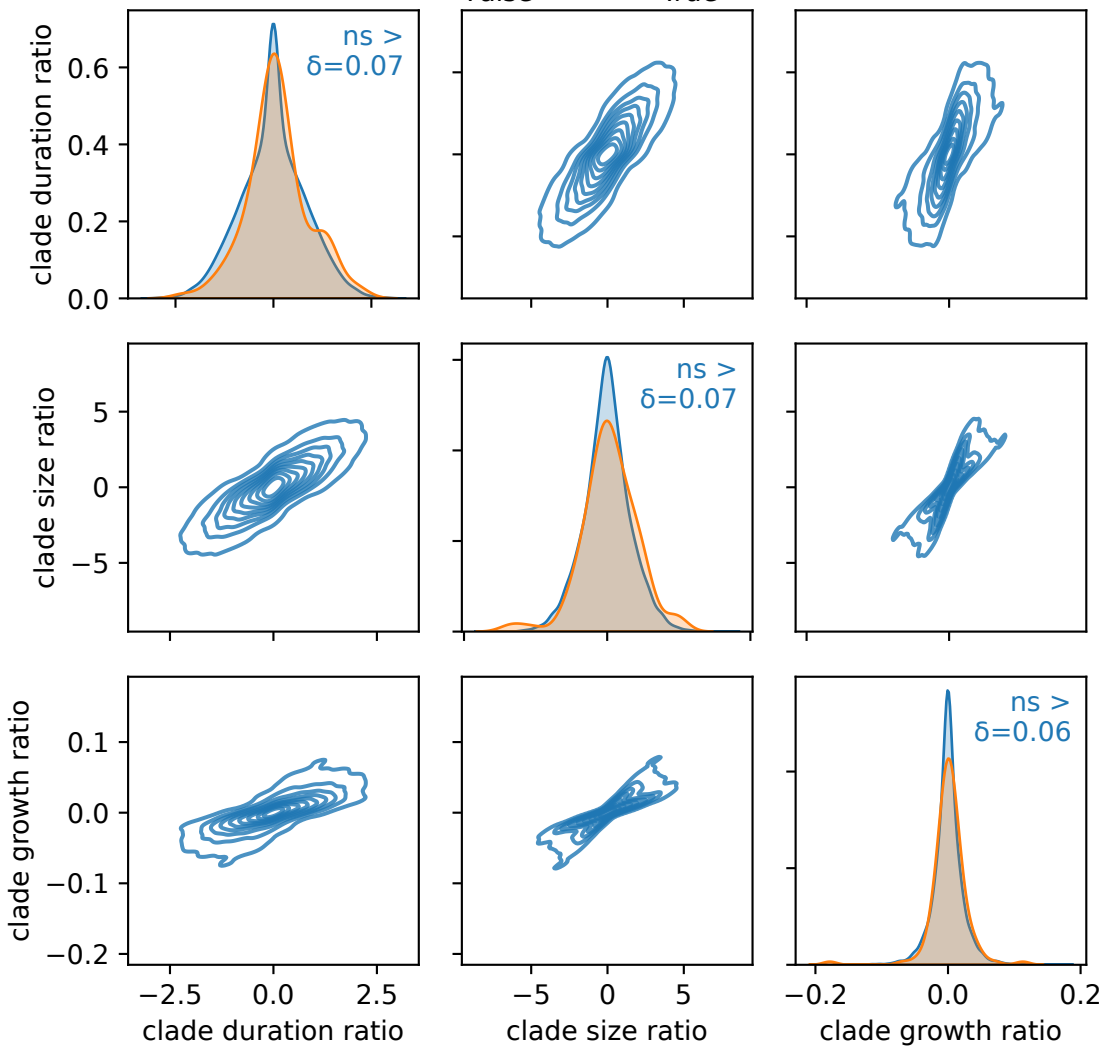 clade duration ratio
0.6
0.4
0.2
0.0
ns >
δ=0.07
clade size ratio
5
0
−5
ns >
δ=0.07
clade growth ratio
0.1
0.0
−0.1
−0.2
ns >
δ=0.06
−2.5 0.0 2.5
clade duration ratio
−5 0 5
clade size ratio
−0.2 0.0 0.2
clade growth ratio